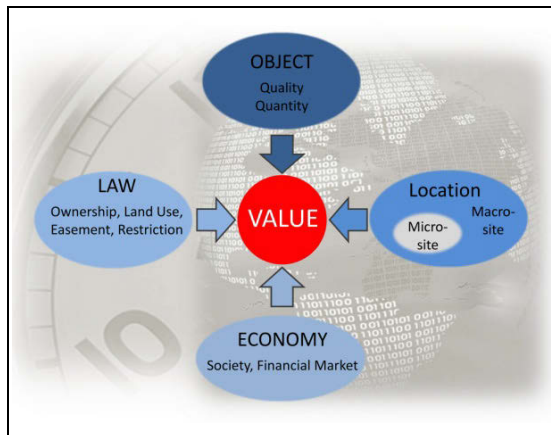 OBJECT
Quality
Quantity
LAW
Ownership, Land Use,
Easement, Restriction
VALUE
Location
Macro-
site
Micro-
site
ECONOMY
Society, Financial Market